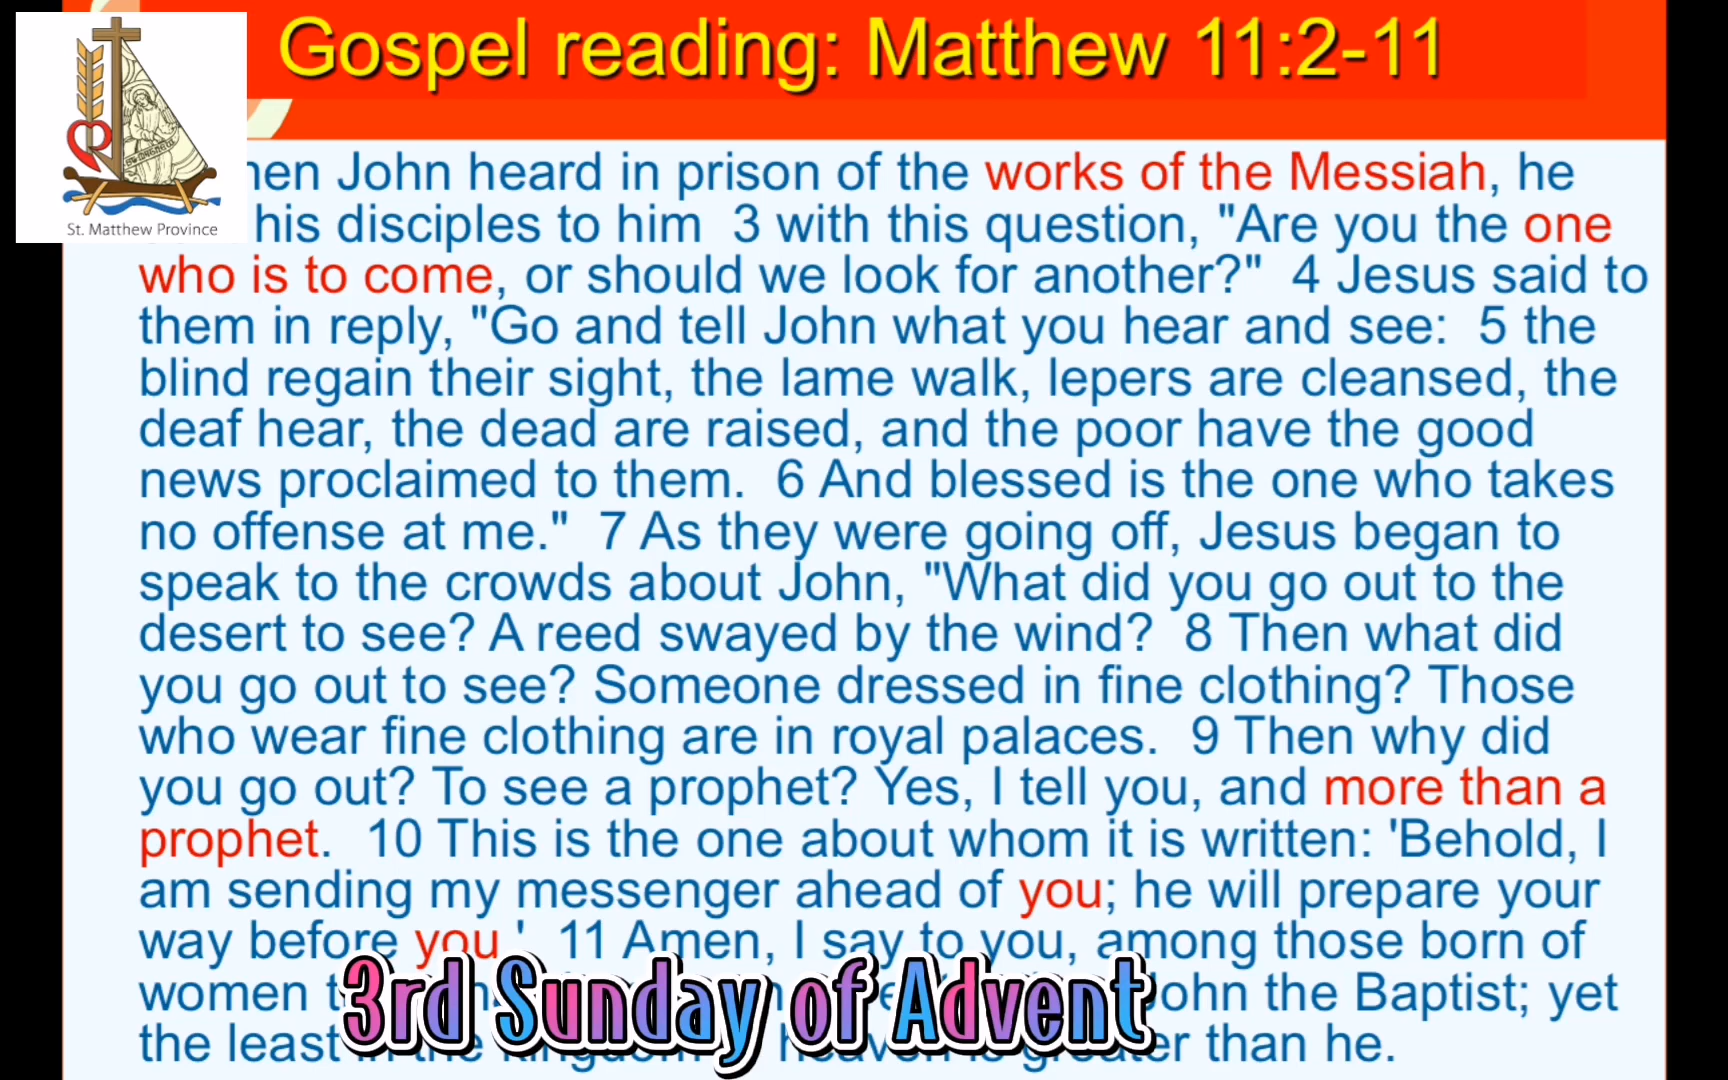 Gospel reading: Matthew 11:2-11
St. Matthew Province
John heard in prison of the works of the Messiah, he
his disciples to him 3 with this question, "Are you the one
who is to come, or should we look for another?" 4 Jesus said to
them in reply, "Go and tell John what you hear and see: 5 the
blind regain their sight, the lame walk, lepers are cleansed, the
deaf hear, the dead are raised, and the poor have the good
news proclaimed to them. 6 And blessed is the one who takes
no offense at me." 7 As they were going off, Jesus began to
speak to the crowds about John, "What did you go out to the
desert to see? A reed swayed by the wind? 8 Then what did
you go out to see? Someone dressed in fine clothing? Those
who wear fine clothing are in royal palaces. 9 Then why did
you go out? To see a prophet? Yes, I tell you, and more than a
prophet. 10 This is the one about whom it is written: 'Behold, I
am sending my messenger ahead of you; he will prepare your
way before you.' 11 Amen, I say to you, among those born of
women John the Baptist; yet
the least in the kingdom heaven is greater than he.
3rd Sunday of Advent